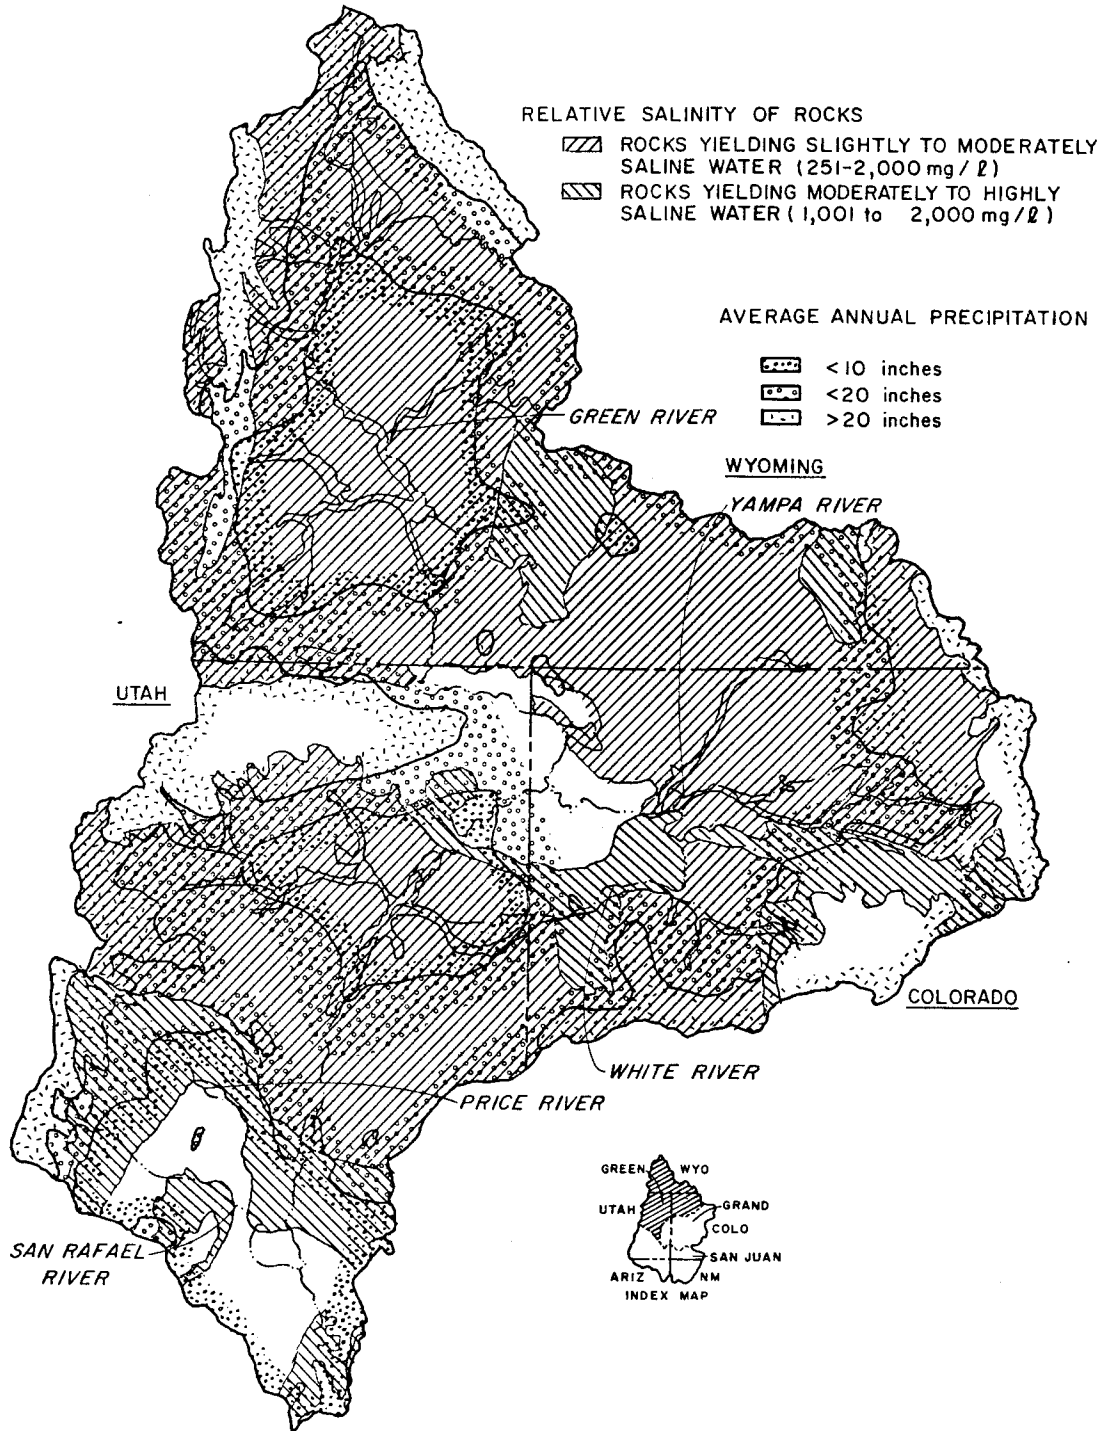 RELATIVE SALINITY OF ROCKS
ROCKS YIELDING SLIGHTLY TO MODERATELY
SALINE WATER (251-2,000 mg/ℓ)
ROCKS YIELDING MODERATELY TO HIGHLY
SALINE WATER (1,001 to 2,000 mg/ℓ)
AVERAGE ANNUAL PRECIPITATION
<10 inches
<20 inches
>20 inches
GREEN RIVER
WYOMING
YAMPA RIVER
UTAH
COLORADO
WHITE RIVER
PRICE RIVER
SAN RAFAEL
RIVER
GREEN WYO
UTAH GRAND
COLO
SAN JUAN
ARIZ NM
INDEX MAP